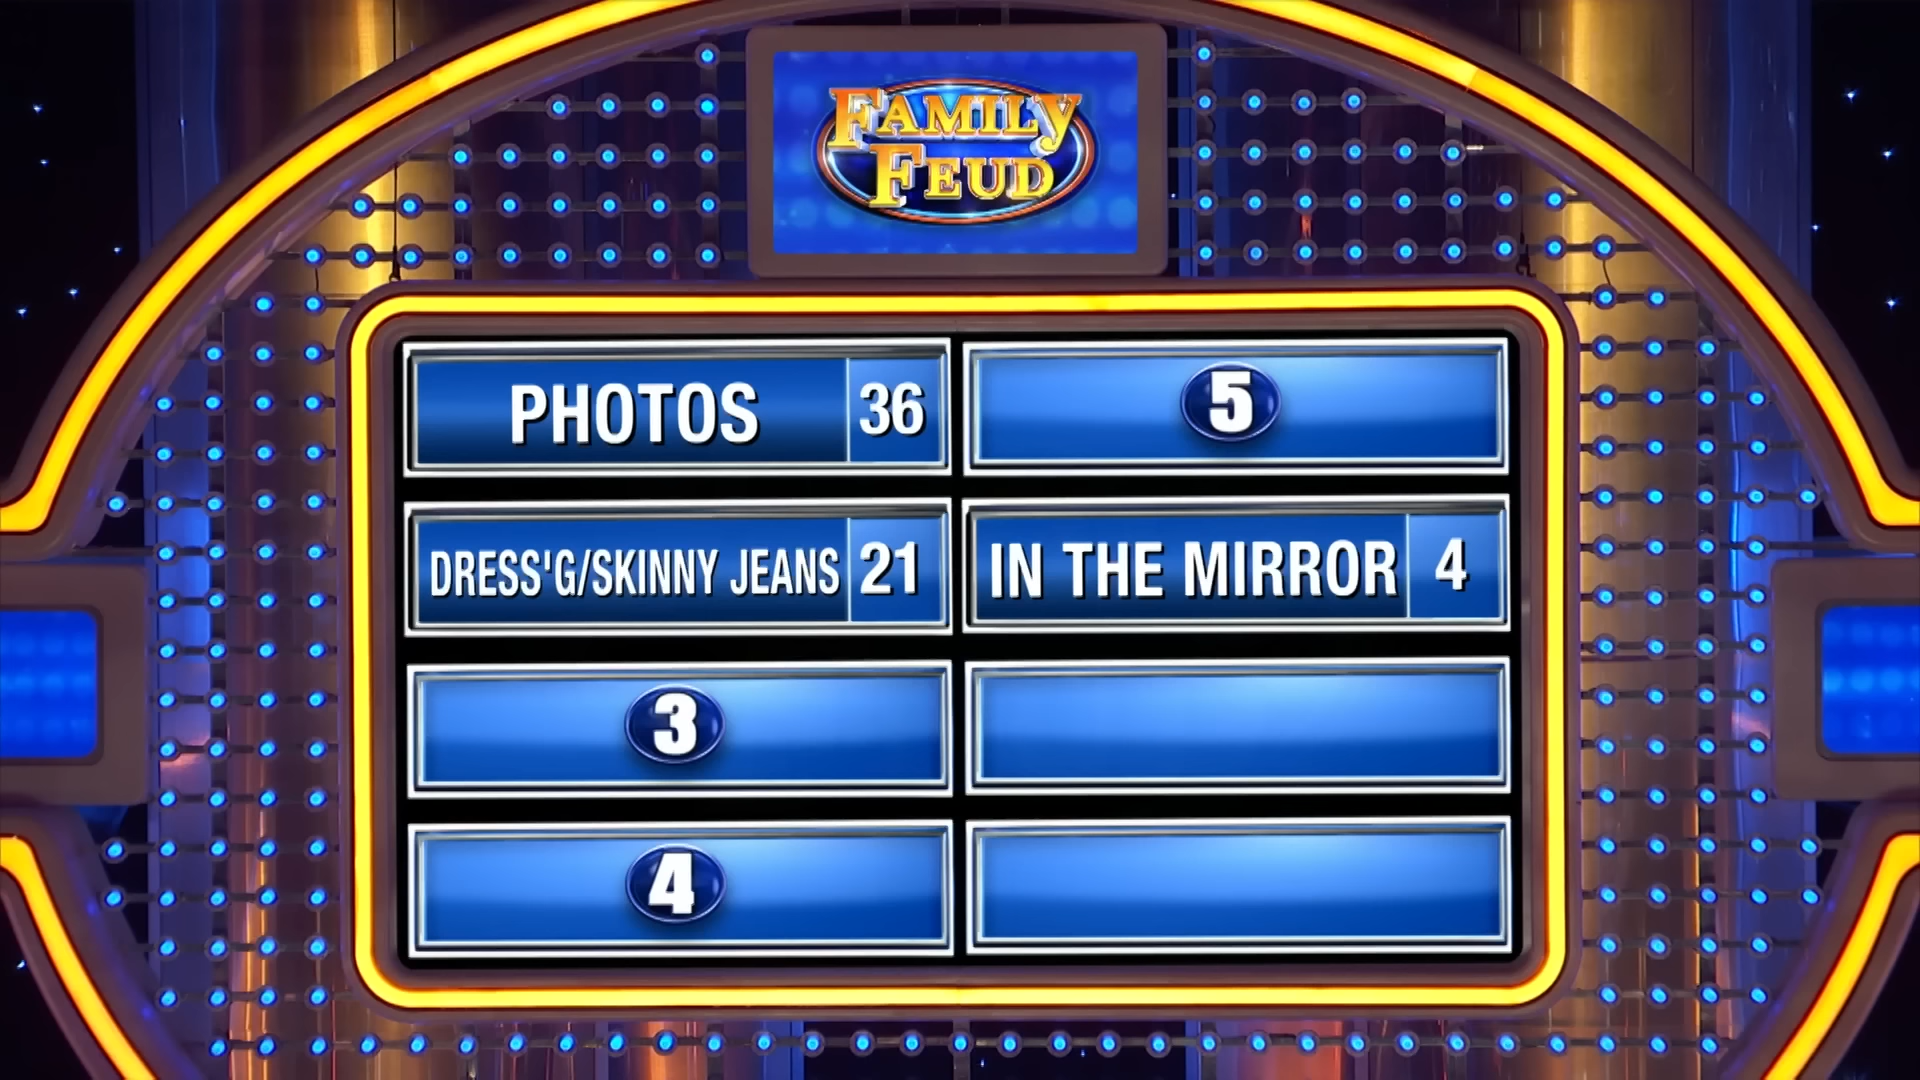 FAMILY
FEUD
PHOTOS 36
DRESS'G/SKINNY JEANS 21
3
4
5
IN THE MIRROR 4